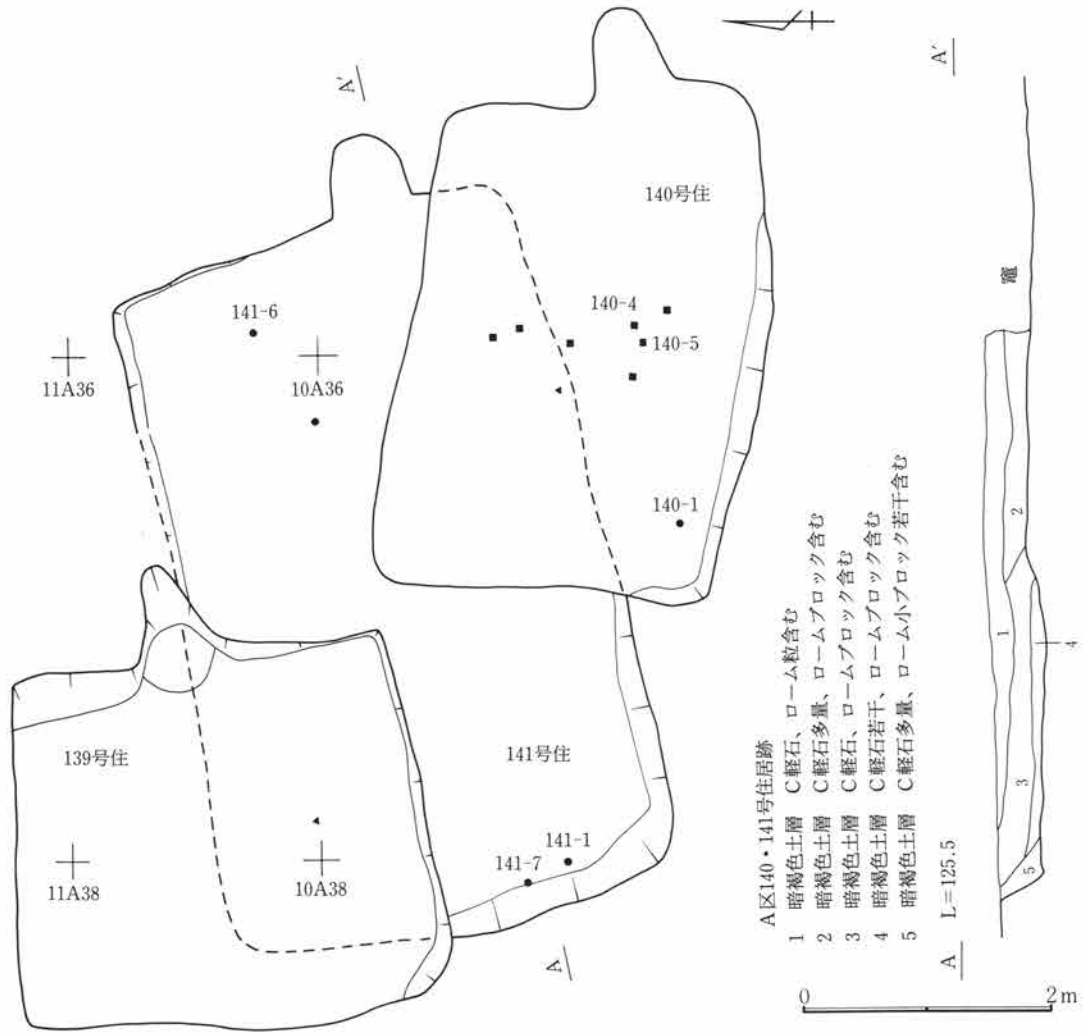 A'
A'
140号住
141-6
140-4
140-5
11A36
10A36
140-1
竈
139号住
141号住
141-1
141-7
11A38
10A38
A
A区140・141号住居跡
1 暗褐色土層 C軽石、ローム粒含む
2 暗褐色土層 C軽石多量、ロームブロック含む
3 暗褐色土層 C軽石、ロームブロック含む
4 暗褐色土層 C軽石若干、ロームブロック含む
5 暗褐色土層 C軽石多量、ローム小ブロック若干含む
A
L=125.5
1
2
3
4
5
0
2m